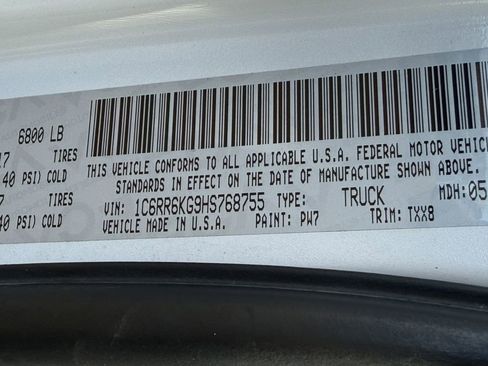 6800 LB
17 TIRES
40 PSI) COLD
7 TIRES
40 PSI) COLD
THIS VEHICLE CONFORMS TO ALL APPLICABLE U.S.A. FEDERAL MOTOR VEHICLE
STANDARDS IN EFFECT ON THE DATE OF MANUFACTURE SHOWN ABOVE.
VIN: 1C6RR6KG9HS768755 TYPE: TRUCK MDH: 05
VEHICLE MADE IN U.S.A. PAINT: PW7 TRIM: TXX8